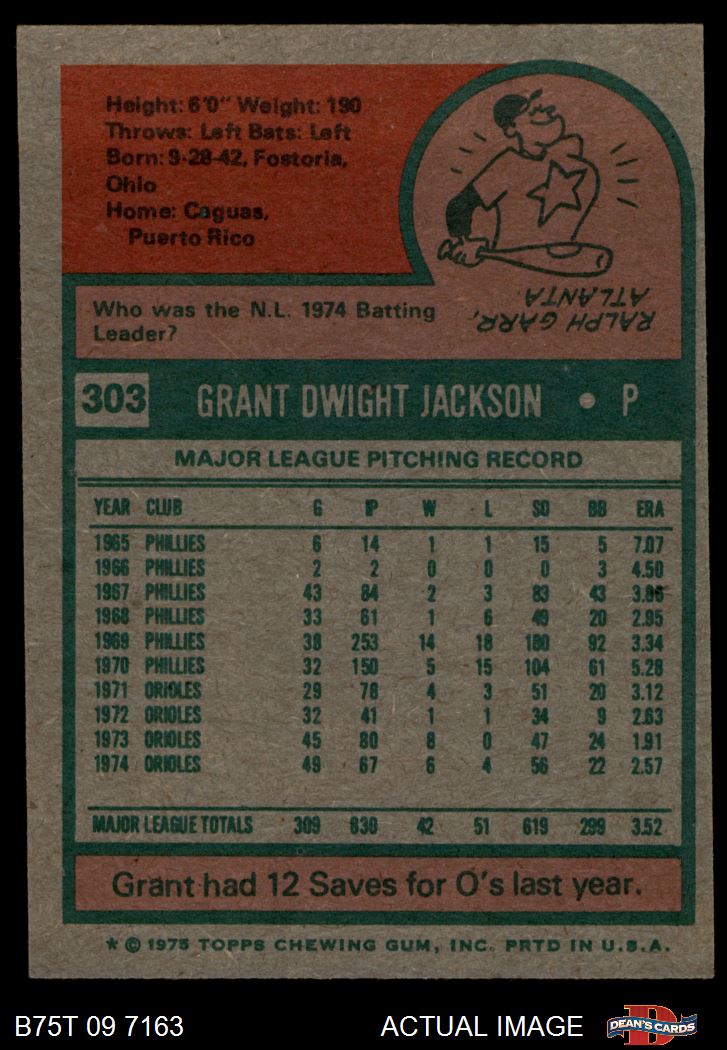 Height: 6'0" Weight: 190
Throws: Left Bats: Left
Born: 9-28-42, Fostoria,
Ohio
Home: Caguas,
Puerto Rico
Who was the N.L. 1974 Batting
Leader?
RALPH GARR,
ATLANTA.
303 GRANT DWIGHT JACKSON • P
MAJOR LEAGUE PITCHING RECORD
YEAR CLUB G IP W L SO BB ERA
1965 PHILLIES 6 14 1 1 15 5 7.07
1966 PHILLIES 2 2 0 0 0 3 4.50
1967 PHILLIES 43 84 2 3 83 43 3.86
1968 PHILLIES 33 61 1 6 49 20 2.95
1969 PHILLIES 38 253 14 18 180 92 3.34
1970 PHILLIES 32 150 5 15 104 61 5.28
1971 ORIOLES 29 78 4 3 51 20 3.12
1972 ORIOLES 32 41 1 1 34 9 2.63
1973 ORIOLES 45 80 8 0 47 24 1.91
1974 ORIOLES 49 67 6 4 56 22 2.57
MAJOR LEAGUE TOTALS 309 830 42 51 619 299 3.52
Grant had 12 Saves for O's last year.
* © 1975 TOPPS CHEWING GUM, INC. PRTD IN U.S.A.
B75T 09 7163 ACTUAL IMAGE DEAN'S CARDS